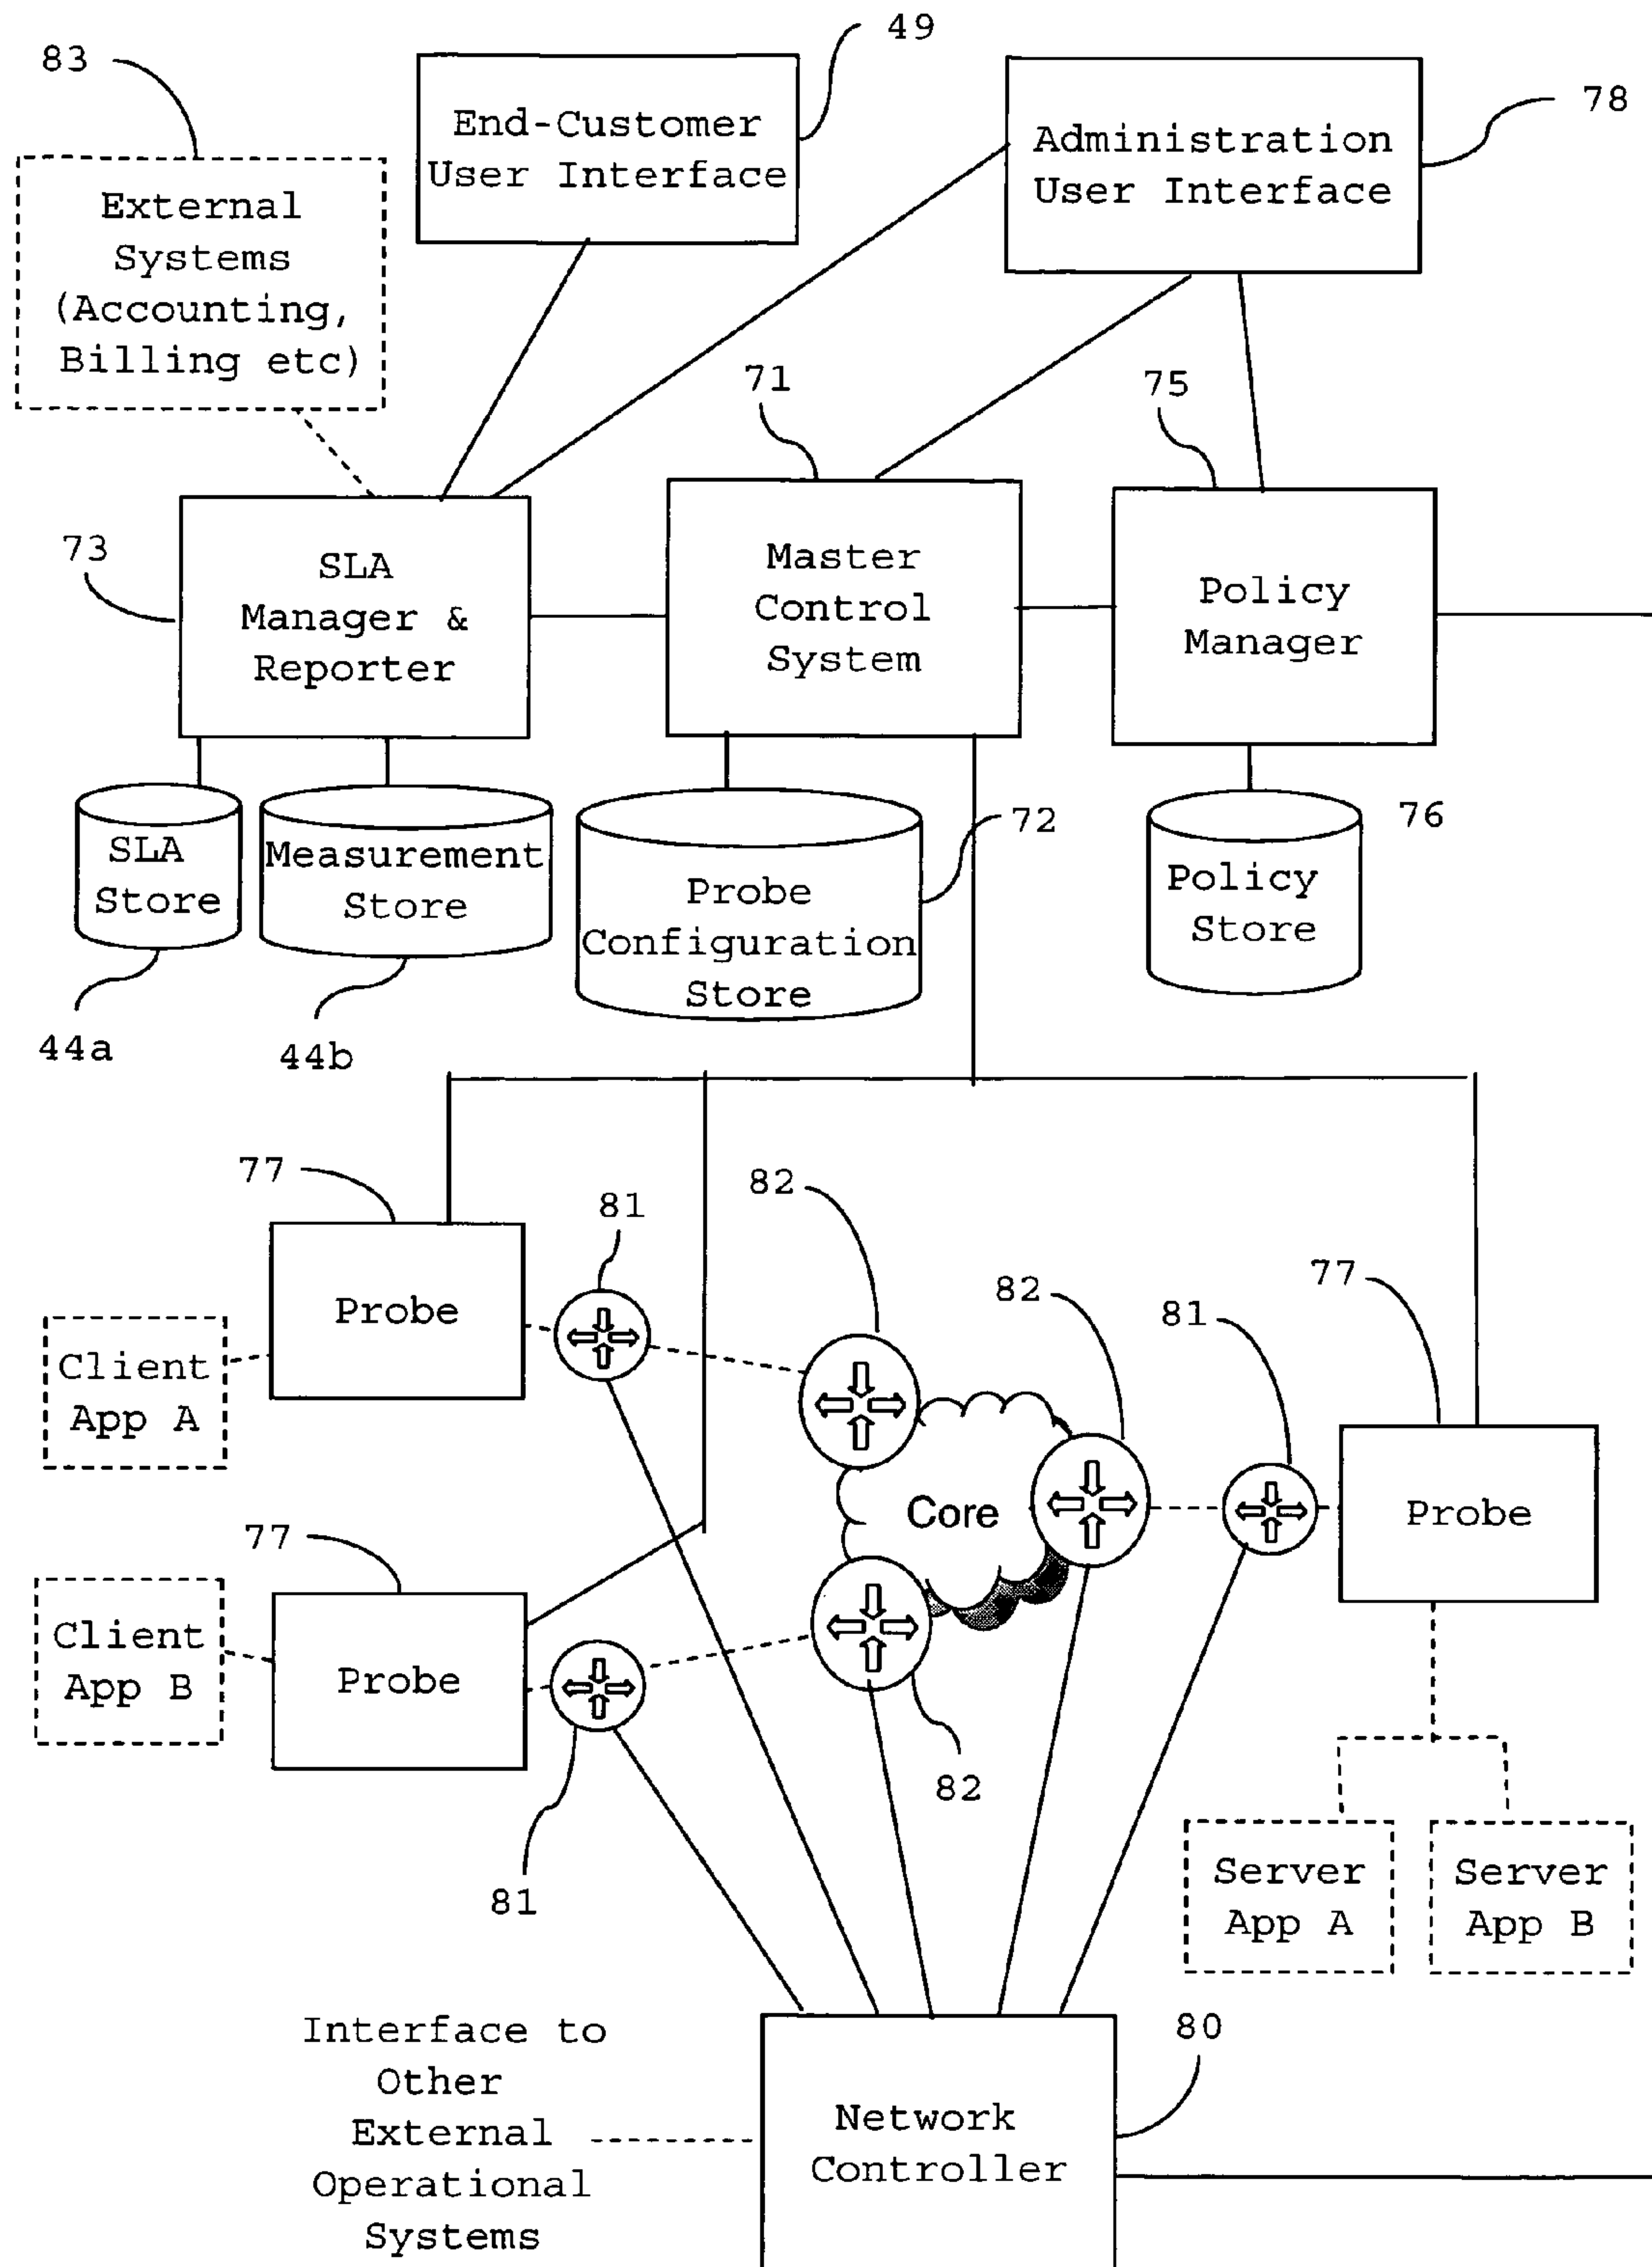 49
83
78
End-Customer
User Interface
Administration
User Interface
External
Systems
(Accounting,
Billing etc)
71
75
73
SLA
Manager &
Reporter
Master
Control
System
Policy
Manager
72
76
SLA
Store
Measurement
Store
Probe
Configuration
Store
Policy
Store
44a
44b
77
81
82
82
81
77
Probe
Client
App A
Core
Probe
77
Client
App B
Probe
82
81
Server
App A
Server
App B
Interface to
Other
External
Operational
Systems
80
Network
Controller